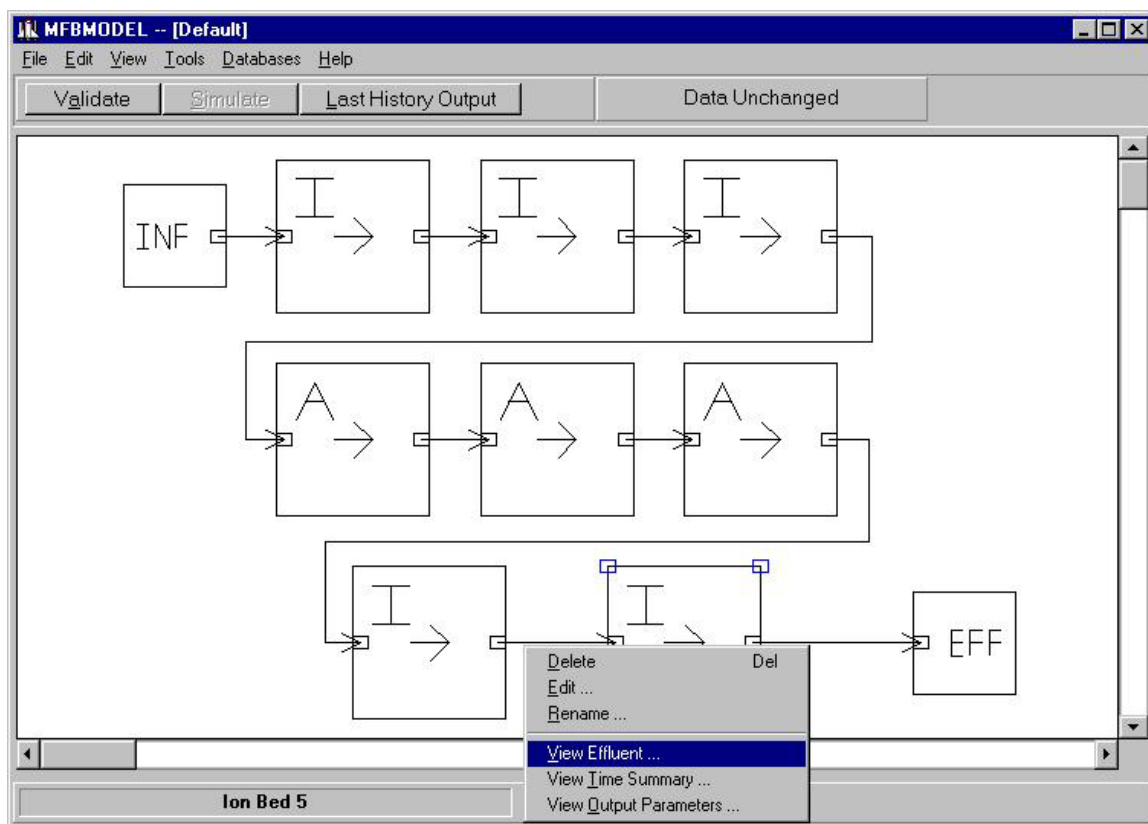 MFBMODEL -- [Default]
File Edit View Tools Databases Help
Validate Simulate Last History Output Data Unchanged
INF I I I
A A A
I I EFF
Delete Del
Edit ...
Rename ...
View Effluent ...
View Time Summary ...
View Output Parameters ...
Ion Bed 5